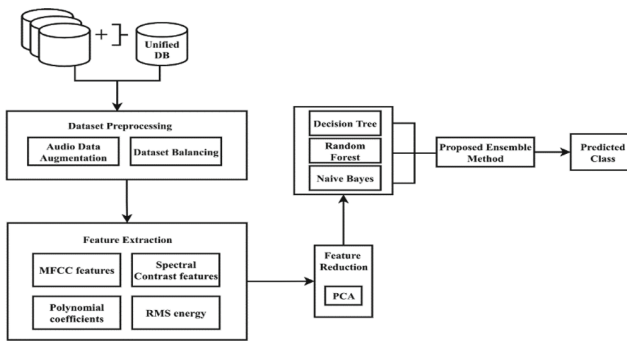 +
Unified
DB
Dataset Preprocessing
Audio Data
Augmentation
Dataset Balancing
Feature Extraction
MFCC features
Spectral
Contrast features
Polynomial
coefficients
RMS energy
Feature
Reduction
PCA
Decision Tree
Random
Forest
Naive Bayes
Proposed Ensemble
Method
Predicted
Class